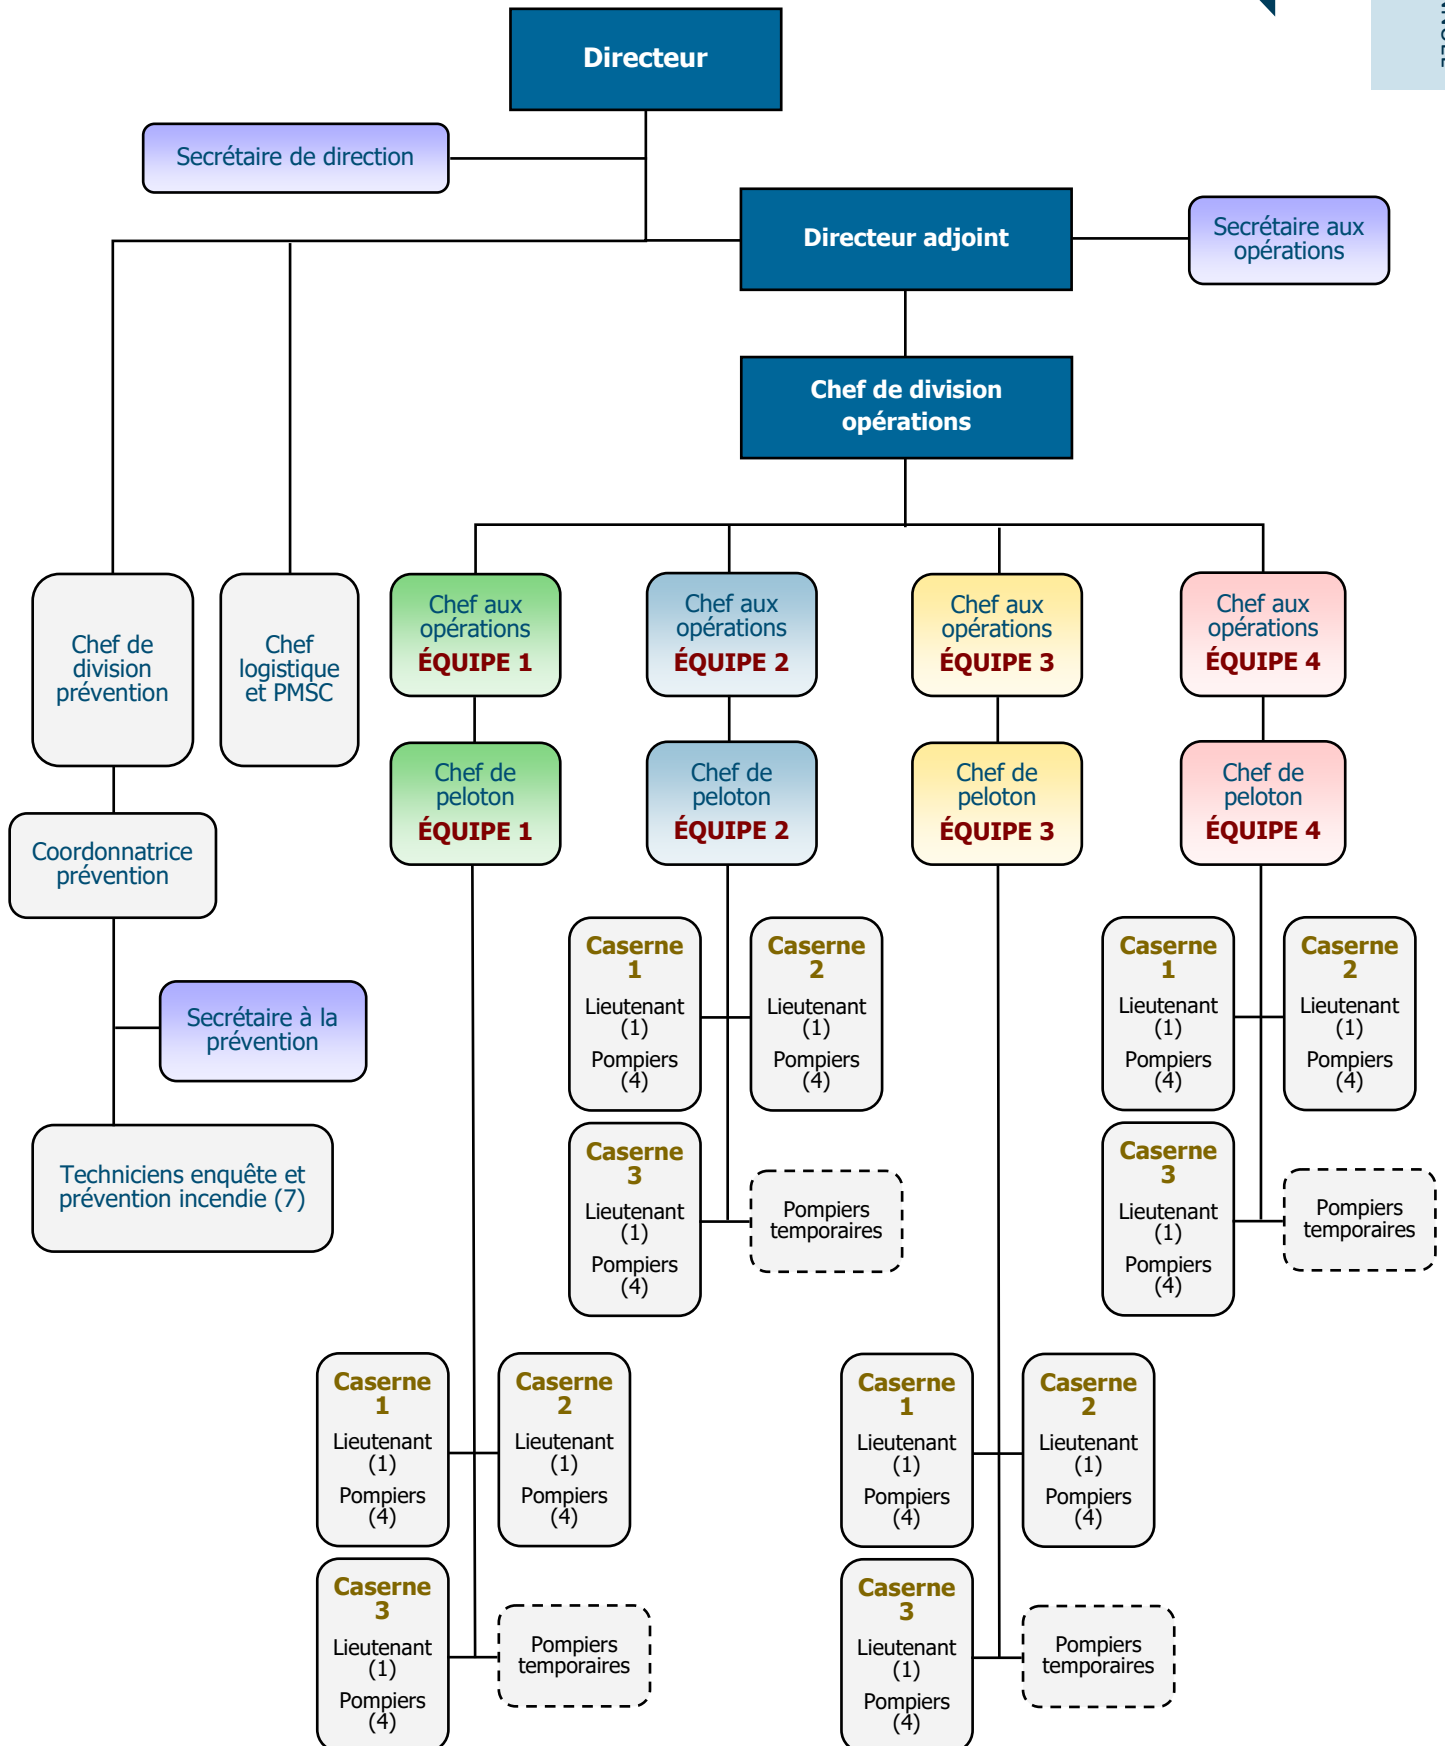 Directeur
Secrétaire de direction
Directeur adjoint
Secrétaire aux
opérations
Chef de division
opérations
Chef de
division
prévention
Chef
logistique
et PMSC
Chef aux
opérations
ÉQUIPE 1
Chef aux
opérations
ÉQUIPE 2
Chef aux
opérations
ÉQUIPE 3
Chef aux
opérations
ÉQUIPE 4
Chef de
peloton
ÉQUIPE 1
Chef de
peloton
ÉQUIPE 2
Chef de
peloton
ÉQUIPE 3
Chef de
peloton
ÉQUIPE 4
Coordonnatrice
prévention
Secrétaire à la
prévention
Techniciens enquête et
prévention incendie (7)
Caserne
1
Lieutenant
(1)
Pompiers
(4)
Caserne
2
Lieutenant
(1)
Pompiers
(4)
Caserne
3
Lieutenant
(1)
Pompiers
(4)
Pompiers
temporaires
Caserne
1
Lieutenant
(1)
Pompiers
(4)
Caserne
2
Lieutenant
(1)
Pompiers
(4)
Caserne
3
Lieutenant
(1)
Pompiers
(4)
Pompiers
temporaires
Caserne
1
Lieutenant
(1)
Pompiers
(4)
Caserne
2
Lieutenant
(1)
Pompiers
(4)
Caserne
3
Lieutenant
(1)
Pompiers
(4)
Pompiers
temporaires
Caserne
1
Lieutenant
(1)
Pompiers
(4)
Caserne
2
Lieutenant
(1)
Pompiers
(4)
Caserne
3
Lieutenant
(1)
Pompiers
(4)
Pompiers
temporaires